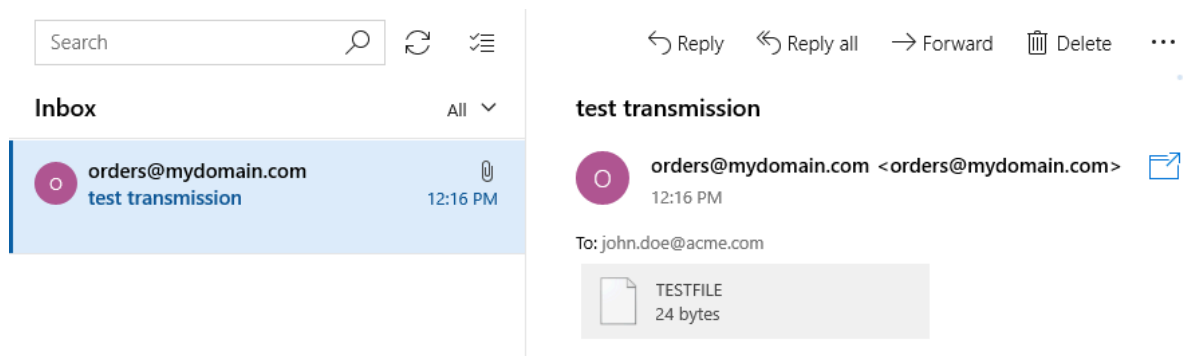 Search
Inbox
All
O
orders@mydomain.com
test transmission
12:16 PM
Reply
Reply all
Forward
Delete
test transmission
O
orders@mydomain.com <orders@mydomain.com>
12:16 PM
To: john.doe@acme.com
TESTFILE
24 bytes